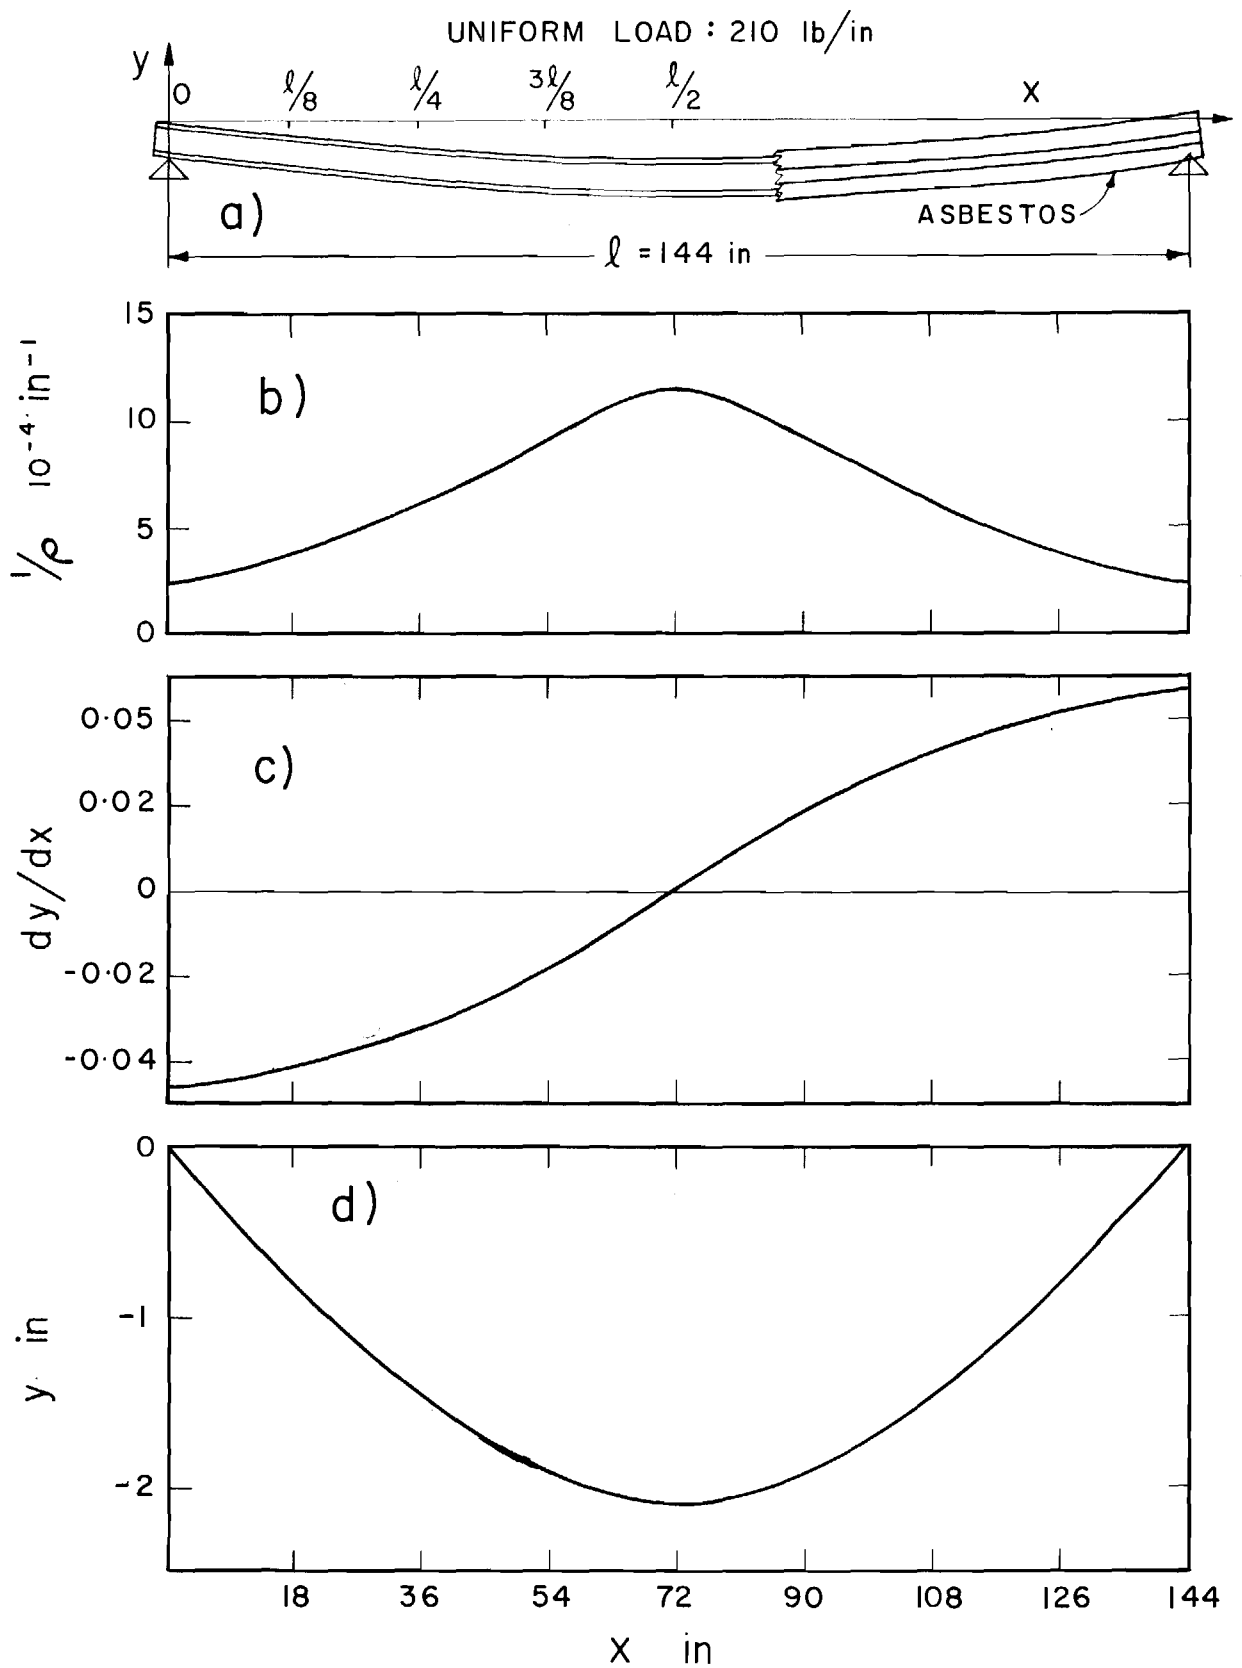 UNIFORM LOAD : 210 lb/in
y
0 ℓ/8 ℓ/4 3ℓ/8 ℓ/2 X
a)
ASBESTOS
ℓ = 144 in
15
10
5
0
1/ρ 10⁻⁴ in⁻¹
b)
0.05
0.02
0
-0.02
-0.04
dy/dx
c)
0
-1
-2
y in
d)
18 36 54 72 90 108 126 144
X in